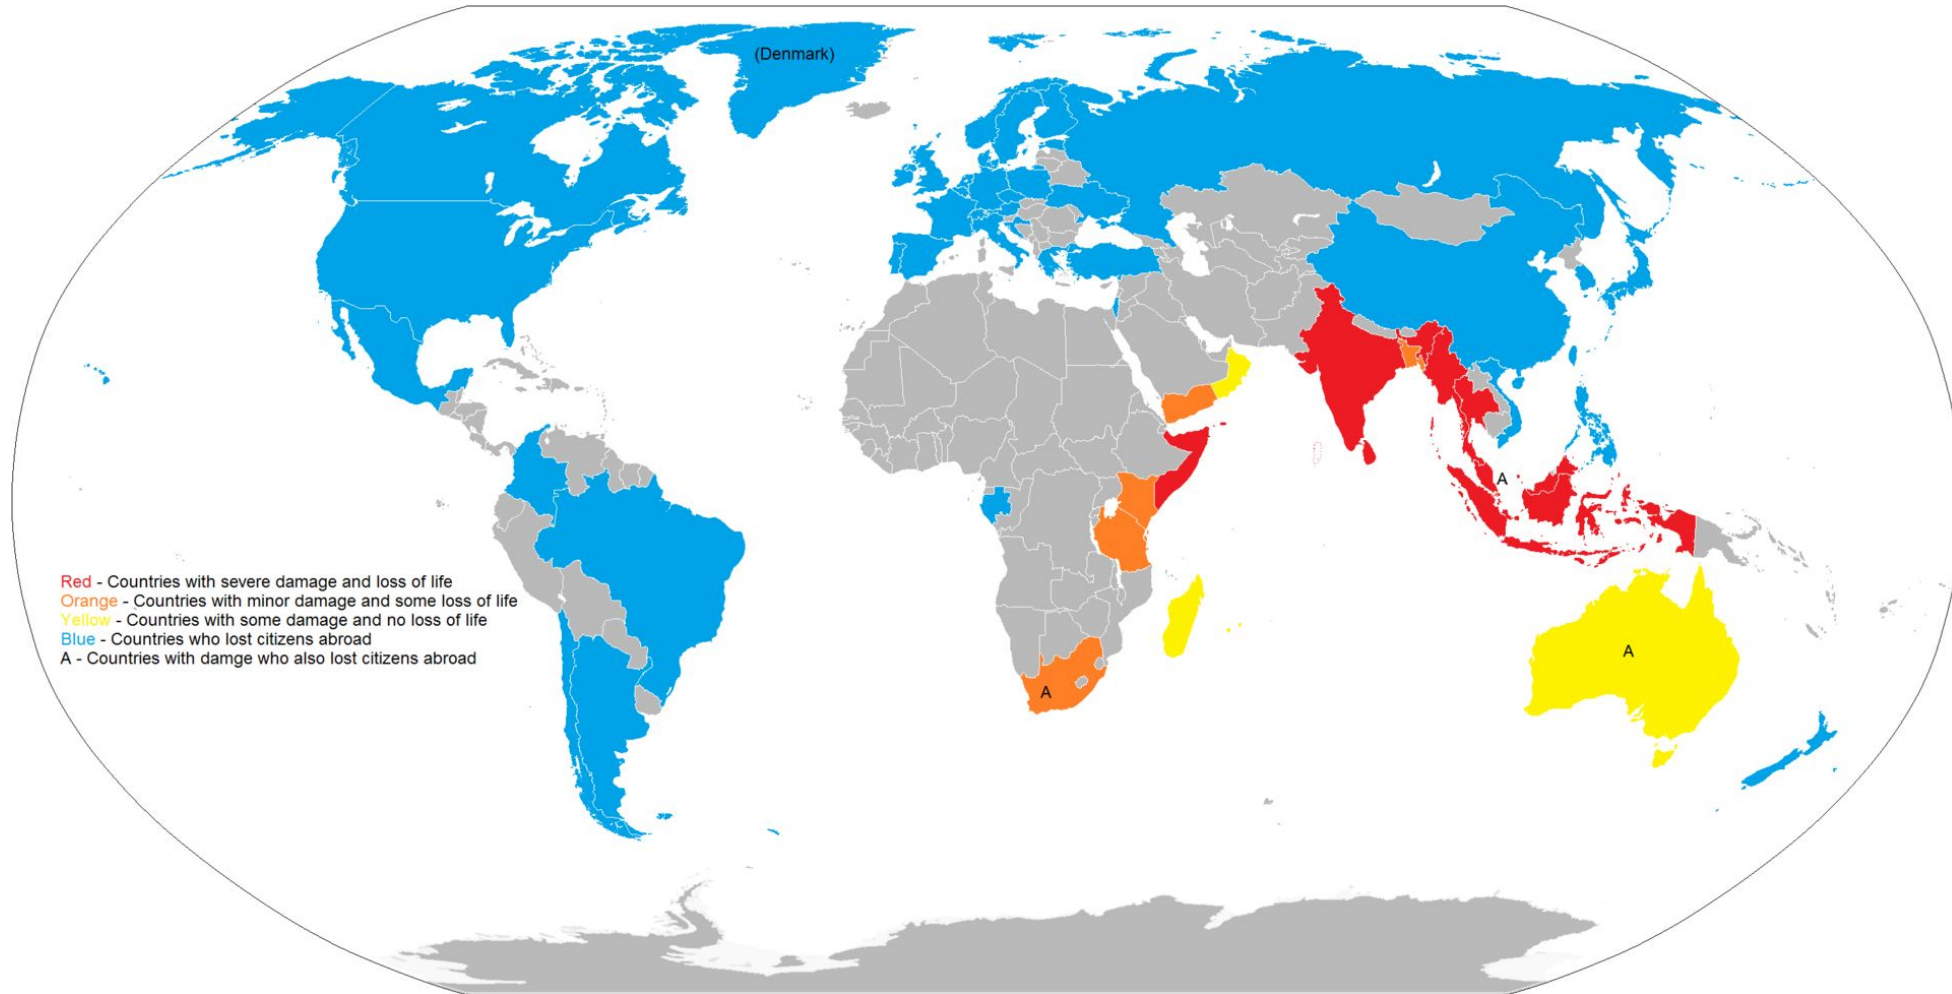 (Denmark)
A
Red - Countries with severe damage and loss of life
Orange - Countries with minor damage and some loss of life
Yellow - Countries with some damage and no loss of life
Blue - Countries who lost citizens abroad
A - Countries with damge who also lost citizens abroad
A
A